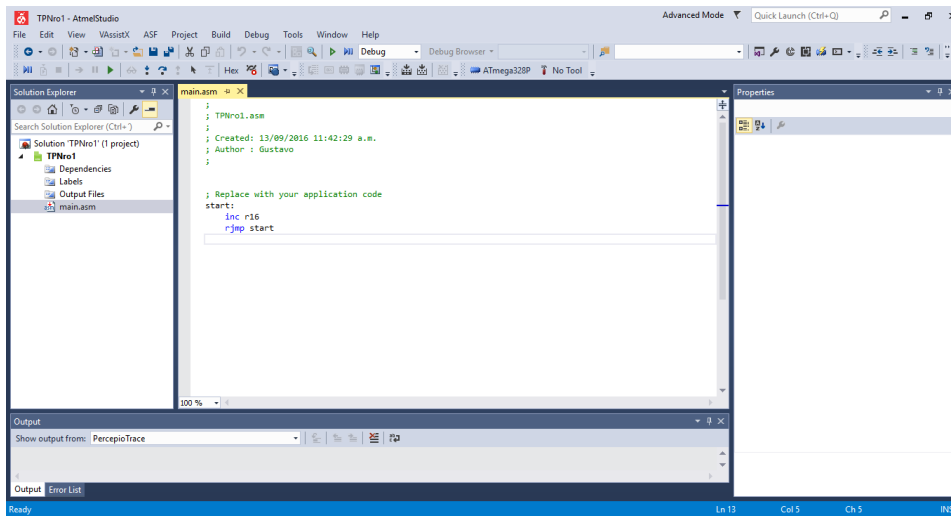 TPNro1 - AtmelStudio
Advanced Mode
Quick Launch (Ctrl+Q)
File Edit View VAssistX ASF Project Build Debug Tools Window Help
Debug
Debug Browser
Hex
ATmega328P
No Tool
Solution Explorer
Search Solution Explorer (Ctrl+¨)
Solution 'TPNro1' (1 project)
TPNro1
Dependencies
Labels
Output Files
main.asm
main.asm
;
; TPNro1.asm
;
; Created: 13/09/2016 11:42:29 a.m.
; Author : Gustavo
;
; Replace with your application code
start:
inc r16
rjmp start
100 %
Properties
Output
Show output from: PercepioTrace
Output Error List
Ready
Ln 13 Col 5 Ch 5